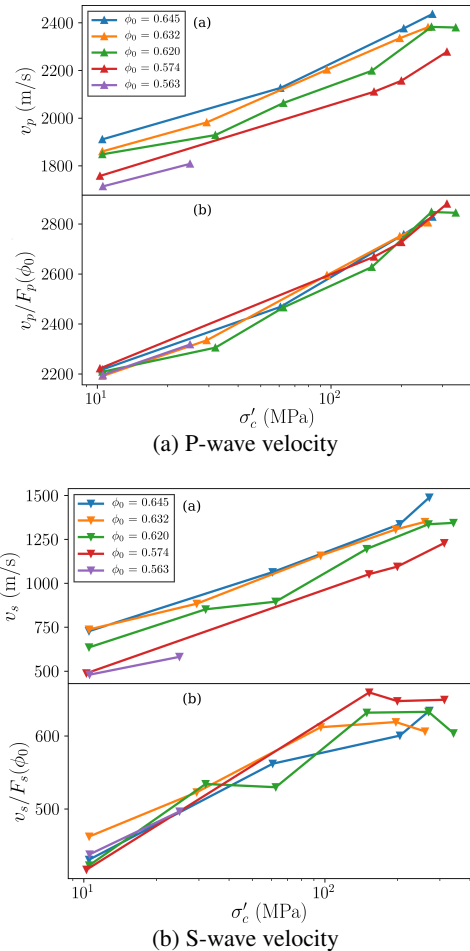 2400
2200
2000
1800
v_p (m/s)
(a)
ϕ_0 = 0.645
ϕ_0 = 0.632
ϕ_0 = 0.620
ϕ_0 = 0.574
ϕ_0 = 0.563
(b)
2800
2600
2400
2200
v_p/F_p(ϕ_0)
10^1
10^2
σ′_c (MPa)
(a) P-wave velocity
1500
1250
1000
750
500
v_s (m/s)
(a)
ϕ_0 = 0.645
ϕ_0 = 0.632
ϕ_0 = 0.620
ϕ_0 = 0.574
ϕ_0 = 0.563
(b)
600
500
v_s/F_s(ϕ_0)
10^1
10^2
σ′_c (MPa)
(b) S-wave velocity